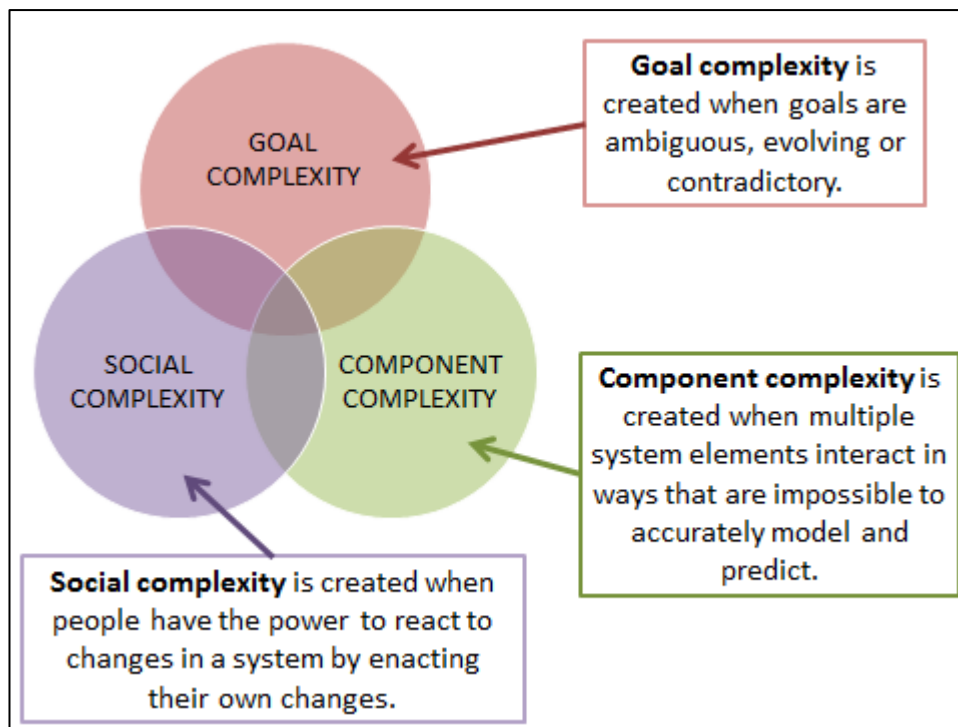 Goal complexity is
created when goals are
ambiguous, evolving or
contradictory.
GOAL
COMPLEXITY
SOCIAL
COMPLEXITY
COMPONENT
COMPLEXITY
Component complexity is
created when multiple
system elements interact in
ways that are impossible to
accurately model and
predict.
Social complexity is created when
people have the power to react to
changes in a system by enacting
their own changes.